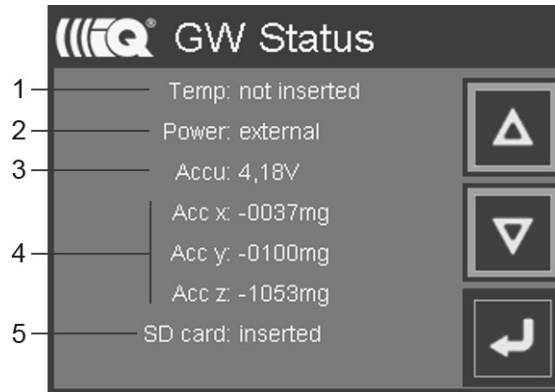 IQ® GW Status
1 Temp: not inserted
2 Power: external
3 Accu: 4,18V
Acc x: -0037mg
4 Acc y: -0100mg
Acc z: -1053mg
5 SD card: inserted